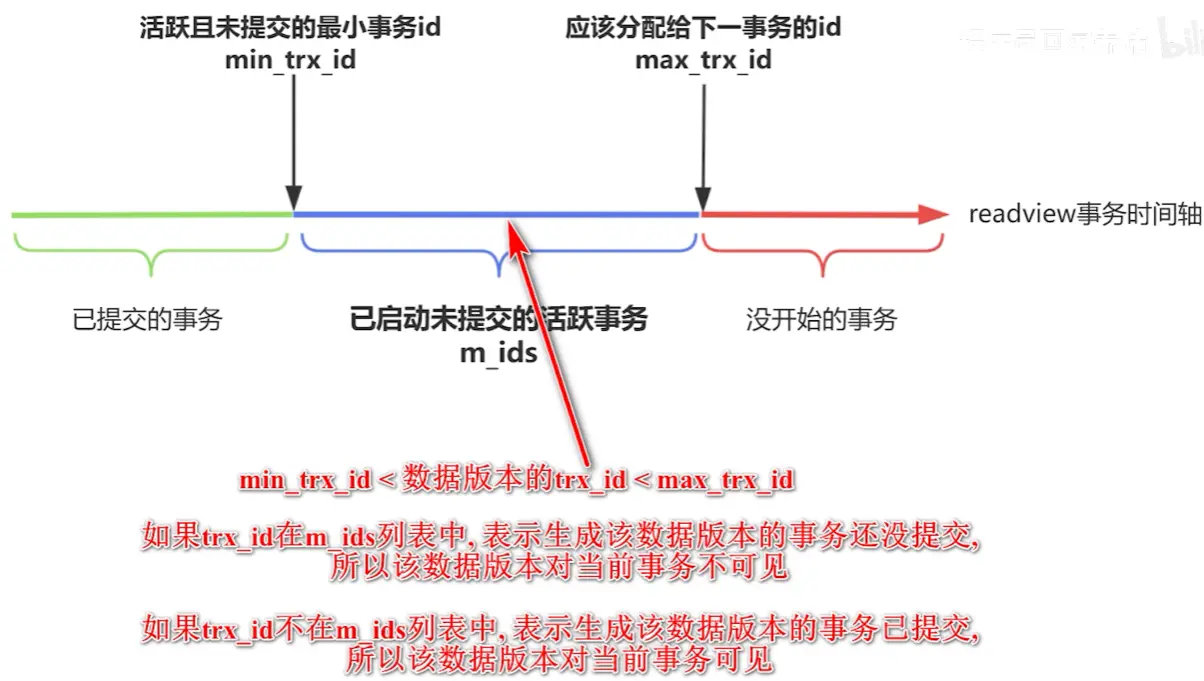 活跃且未提交的最小事务id
min_trx_id
应该分配给下一事务的id
max_trx_id
readview事务时间轴
已提交的事务
已启动未提交的活跃事务
m_ids
没开始的事务
min_trx_id < 数据版本的trx_id < max_trx_id
如果trx_id在m_ids列表中, 表示生成该数据版本的事务还没提交,
所以该数据版本对当前事务不可见
如果trx_id不在m_ids列表中, 表示生成该数据版本的事务已提交,
所以该数据版本对当前事务可见